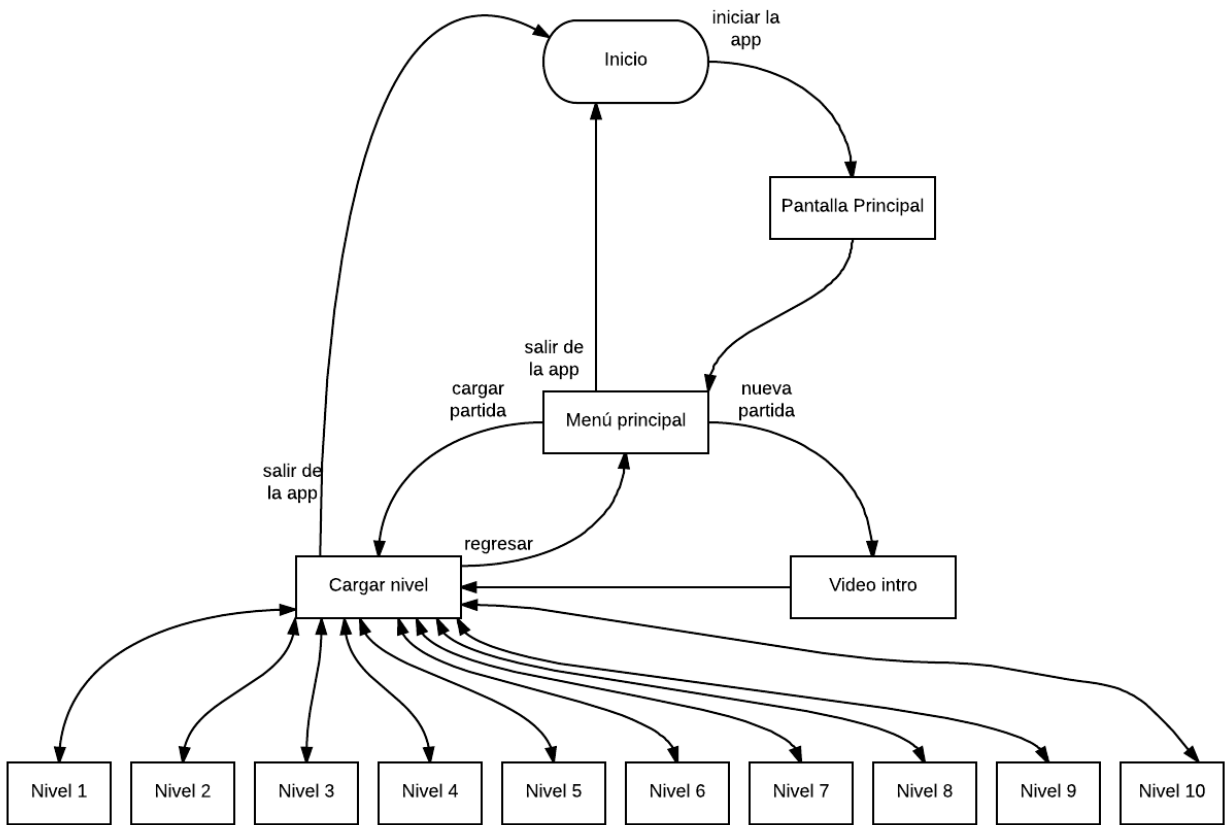 iniciar la
app
Inicio
Pantalla Principal
salir de
la app
cargar
partida
Menú principal
nueva
partida
salir de
la app
regresar
Cargar nivel
Video intro
Nivel 1
Nivel 2
Nivel 3
Nivel 4
Nivel 5
Nivel 6
Nivel 7
Nivel 8
Nivel 9
Nivel 10